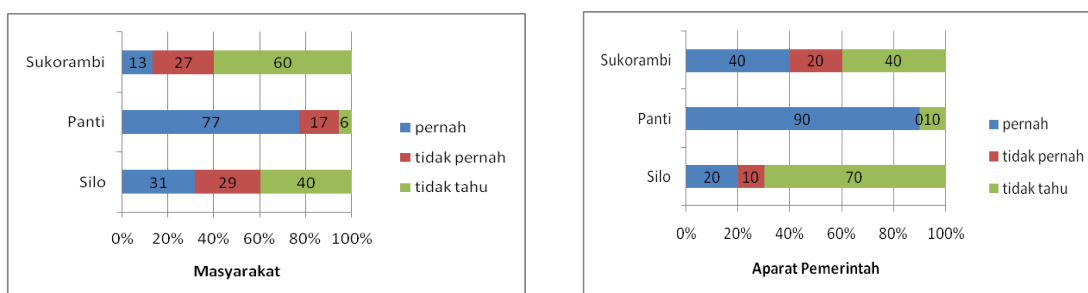 Sukorambi 13 27 60
Panti 77 17 6
Silo 31 29 40
0% 20% 40% 60% 80% 100%
Masyarakat
pernah
tidak pernah
tidak tahu
Sukorambi 40 20 40
Panti 90 0 10
Silo 20 10 70
0% 20% 40% 60% 80% 100%
Aparat Pemerintah
pernah
tidak pernah
tidak tahu